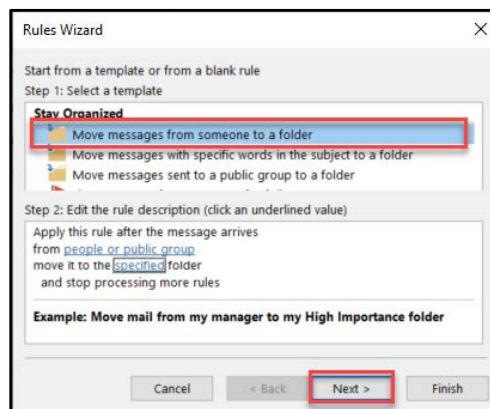 Rules Wizard
Start from a template or from a blank rule
Step 1: Select a template
Stay Organized
Move messages from someone to a folder
Move messages with specific words in the subject to a folder
Move messages sent to a public group to a folder
Step 2: Edit the rule description (click an underlined value)
Apply this rule after the message arrives
from people or public group
move it to the specified folder
and stop processing more rules
Example: Move mail from my manager to my High Importance folder
Cancel < Back Next > Finish